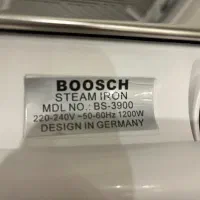 BOOSCH
STEAM IRON
MDL NO.: BS-3900
220-240V ~50-60Hz 1200W
DESIGN IN GERMANY